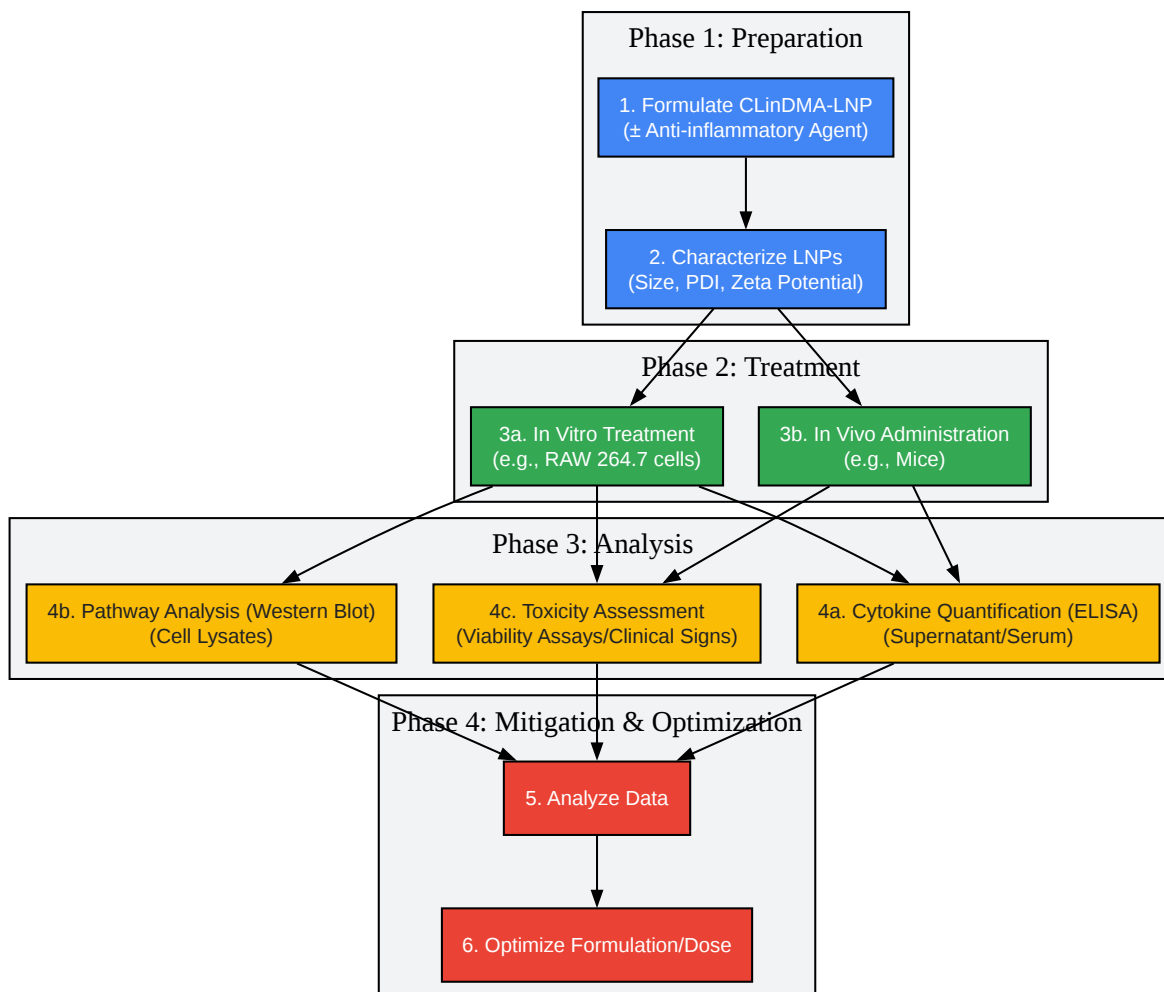 Phase 1: Preparation
1. Formulate CLinDMA-LNP
(± Anti-inflammatory Agent)
2. Characterize LNPs
(Size, PDI, Zeta Potential)
Phase 2: Treatment
3a. In Vitro Treatment
(e.g., RAW 264.7 cells)
3b. In Vivo Administration
(e.g., Mice)
Phase 3: Analysis
4b. Pathway Analysis (Western Blot)
(Cell Lysates)
4c. Toxicity Assessment
(Viability Assays/Clinical Signs)
4a. Cytokine Quantification (ELISA)
(Supernatant/Serum)
Phase 4: Mitigation & Optimization
5. Analyze Data
6. Optimize Formulation/Dose